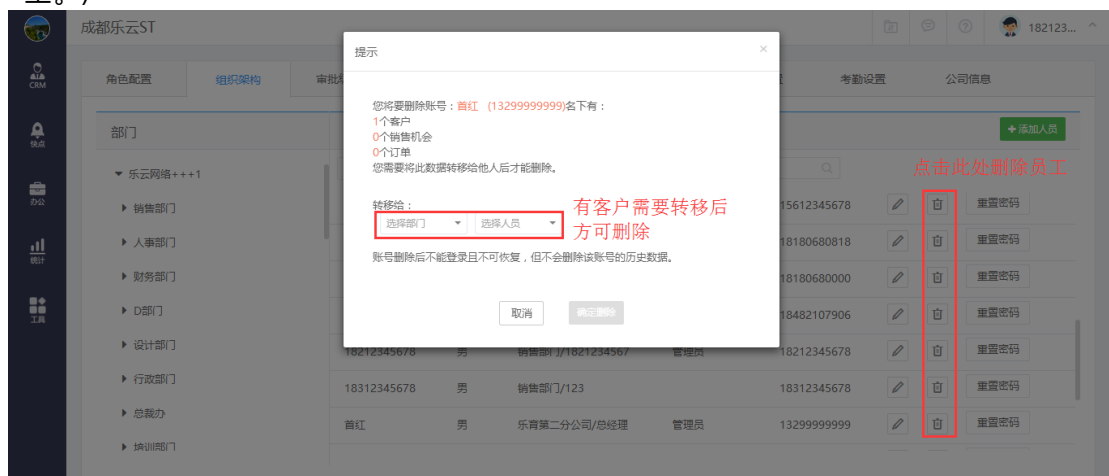 成都乐云ST
182123...
CRM
快点
办公
统计
工具
角色配置
组织架构
审批
考勤设置
公司信息
部门
添加人员
乐云网络+++1
销售部门
人事部门
财务部门
D部门
设计部门
行政部门
总裁办
培训部门
提示
您将要删除账号：首红 (13299999999)名下有：
1个客户
0个销售机会
0个订单
您需要将此数据转移给他人后才能删除。
转移给：
选择部门 选择人员
有客户需要转移后
方可删除
账号删除后不能登录且不可恢复，但不会删除该账号的历史数据。
取消 确定删除
点击此处删除员工
15612345678 重置密码
18180680818 重置密码
18180680000 重置密码
18482107906 重置密码
18212345678 男 销售部门/1821234567 管理员 18212345678 重置密码
18312345678 男 销售部门/123 18312345678 重置密码
首红 男 乐育第二分公司/总经理 管理员 13299999999 重置密码